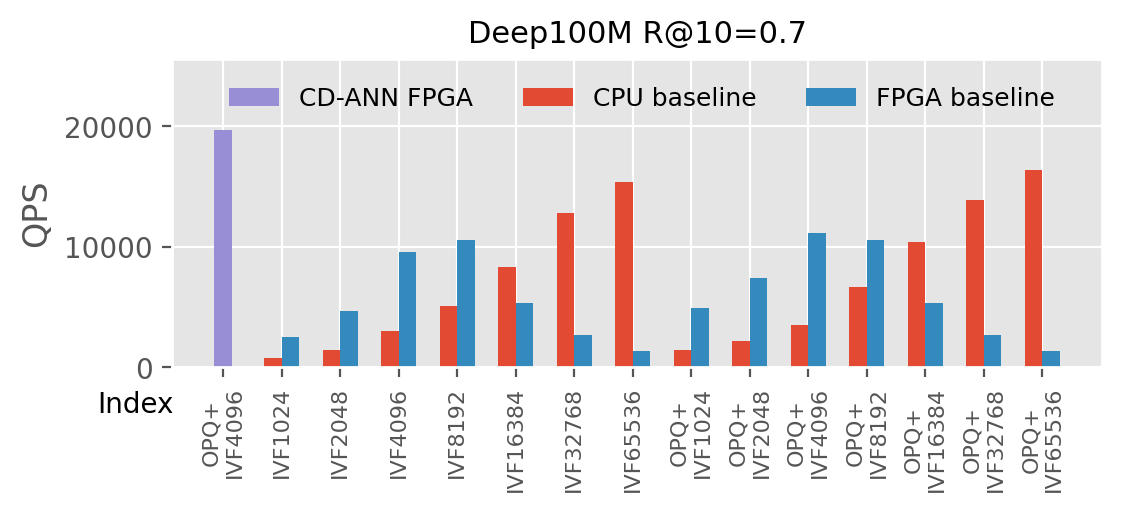 Deep100M R@10=0.7
CD-ANN FPGA
CPU baseline
FPGA baseline
QPS
20000
10000
0
Index
OPQ+
IVF4096
IVF1024
IVF2048
IVF4096
IVF8192
IVF16384
IVF32768
IVF65536
OPQ+
IVF1024
OPQ+
IVF2048
OPQ+
IVF4096
OPQ+
IVF8192
OPQ+
IVF16384
OPQ+
IVF32768
OPQ+
IVF65536